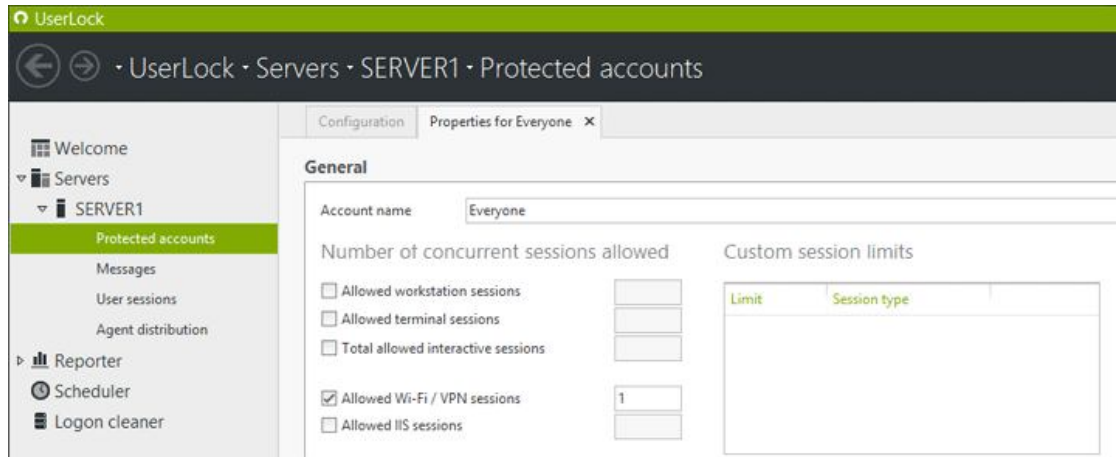 UserLock
· UserLock · Servers · SERVER1 · Protected accounts
Welcome
Servers
SERVER1
Protected accounts
Messages
User sessions
Agent distribution
Reporter
Scheduler
Logon cleaner
Configuration Properties for Everyone X
General
Account name Everyone
Number of concurrent sessions allowed
Allowed workstation sessions
Allowed terminal sessions
Total allowed interactive sessions
Allowed Wi-Fi / VPN sessions 1
Allowed IIS sessions
Custom session limits
Limit Session type